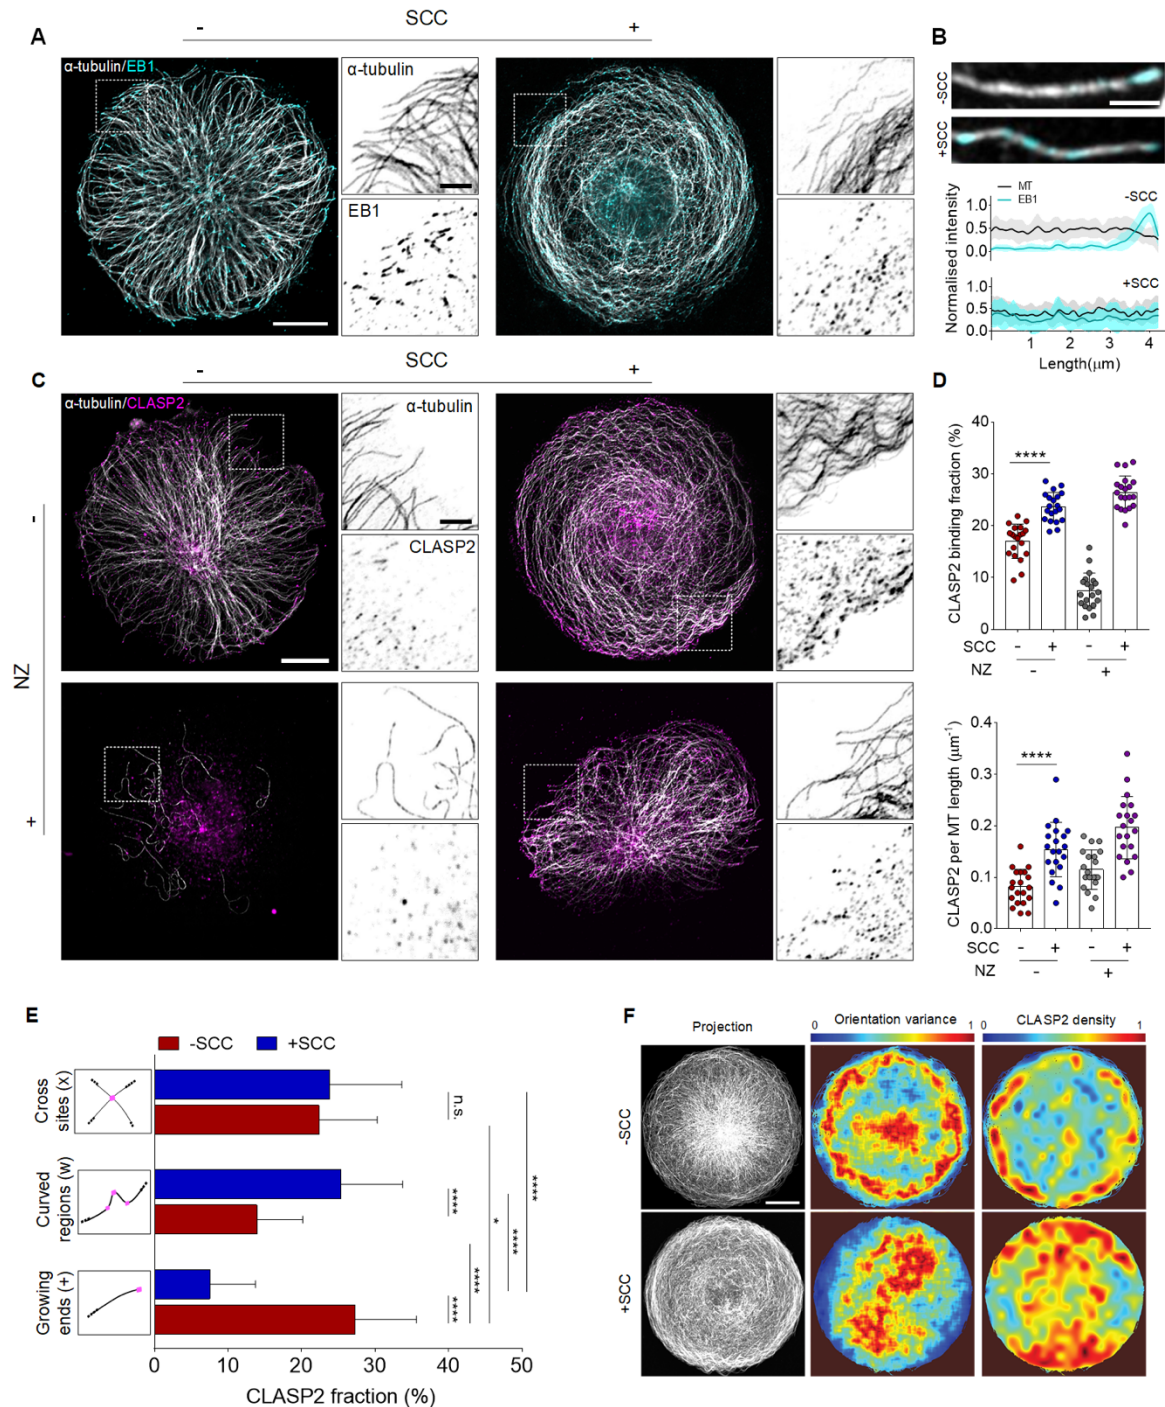 SCC
- +
A
α-tubulin/EB1
α-tubulin
EB1
B
-SCC
+SCC
MT
EB1
-SCC
1.0
0.5
0.0
+SCC
1.0
0.5
0.0
Normalised intensity
1 2 3 4
Length(μm)
SCC
- +
C
α-tubulin/CLASP2
α-tubulin
CLASP2
NZ
-
+
D
CLASP2 binding fraction (%)
40
30
20
10
0
****
SCC - + - +
NZ - +
CLASP2 per MT length (μm⁻¹)
0.4
0.3
0.2
0.1
0.0
****
SCC - + - +
NZ - +
E
-SCC +SCC
Cross sites (x)
Curved regions (w)
Growing ends (+)
n.s.
****
****
****
*
****
****
0 10 20 30 40 50
CLASP2 fraction (%)
F
Projection
Orientation variance
0 1
CLASP2 density
0 1
-SCC
+SCC